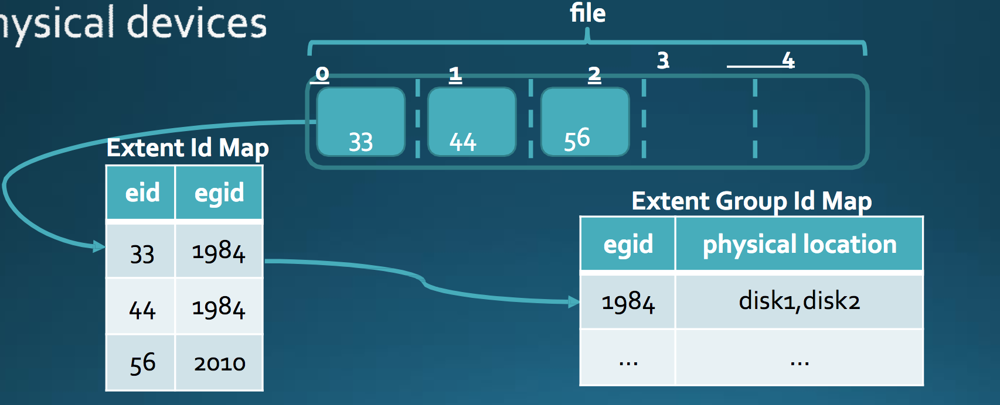 hysical devices
file
0 1 2 3 4
33 44 56
Extent Id Map
eid egid
33 1984
44 1984
56 2010
Extent Group Id Map
egid physical location
1984 disk1,disk2
... ...